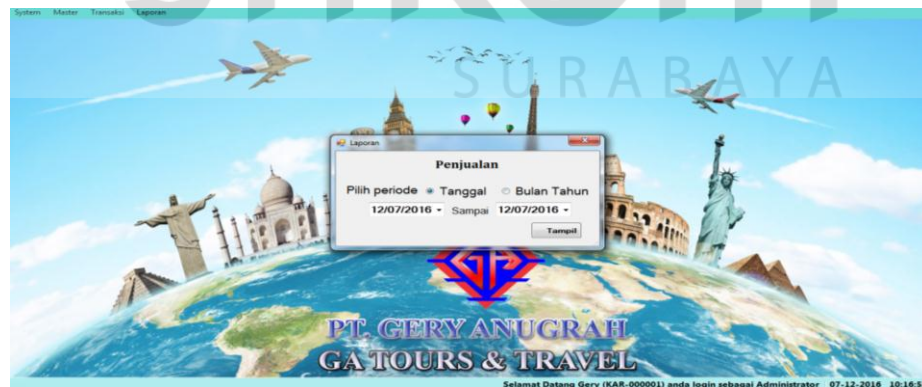 System Master Transaksi Laporan
SURABAYA
Laporan
Penjualan
Pilih periode Tanggal Bulan Tahun
12/07/2016 Sampai 12/07/2016
Tampil
PT. GERY ANUGRAH
GA TOURS & TRAVEL
Selamat Datang Gery (KAR-000001) anda login sebagai Administrator 07-12-2016